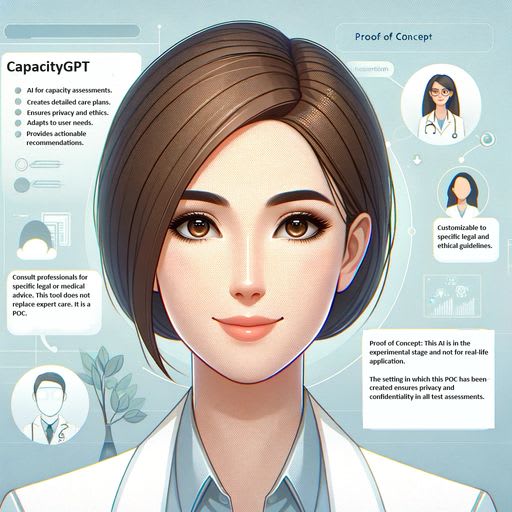 Proof of Concept
CapacityGPT
AI for capacity assessments.
Creates detailed care plans.
Ensures privacy and ethics.
Adapts to user needs.
Provides actionable
recommendations.
Customizable to
specific legal and
ethical guidelines.
Consult professionals for
specific legal or medical
advice. This tool does not
replace expert care. It is a
POC.
Proof of Concept: This AI is in the
experimental stage and not for real-life
application.
The setting in which this POC has been
created ensures privacy and
confidentiality in all test assessments.